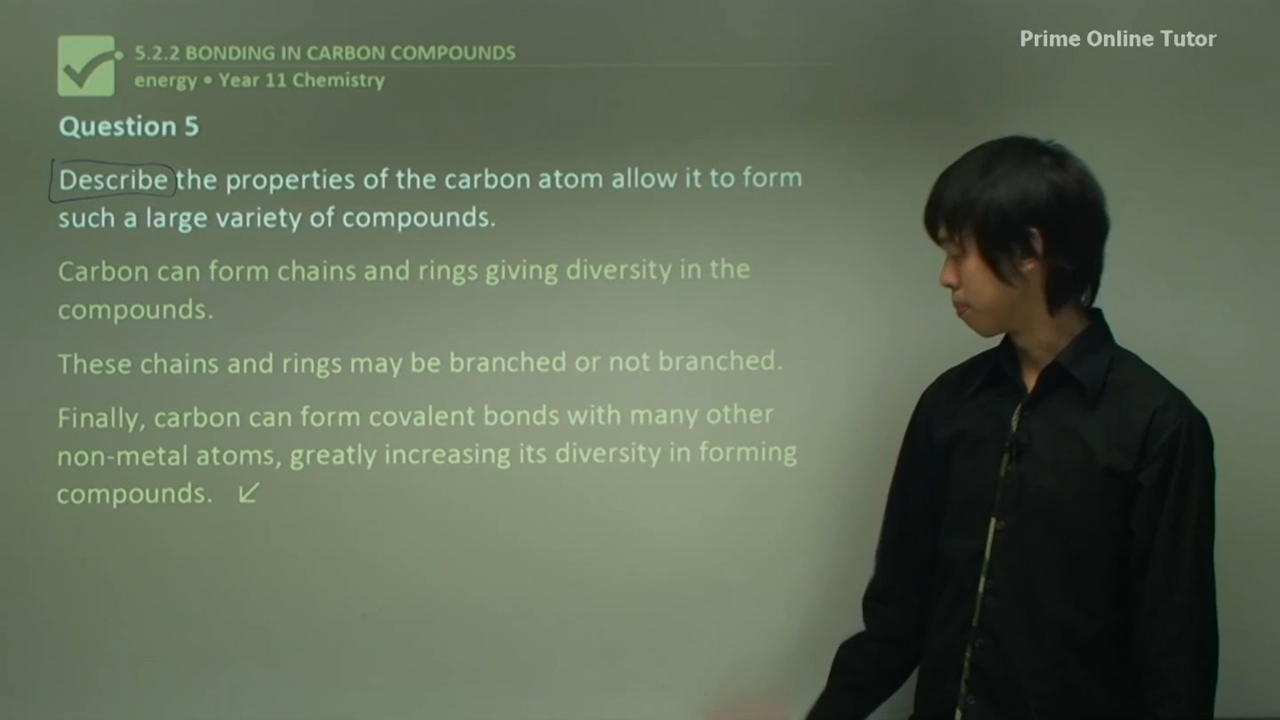 Prime Online Tutor
5.2.2 BONDING IN CARBON COMPOUNDS
energy • Year 11 Chemistry
Question 5
Describe the properties of the carbon atom allow it to form
such a large variety of compounds.
Carbon can form chains and rings giving diversity in the
compounds.
These chains and rings may be branched or not branched.
Finally, carbon can form covalent bonds with many other
non-metal atoms, greatly increasing its diversity in forming
compounds.